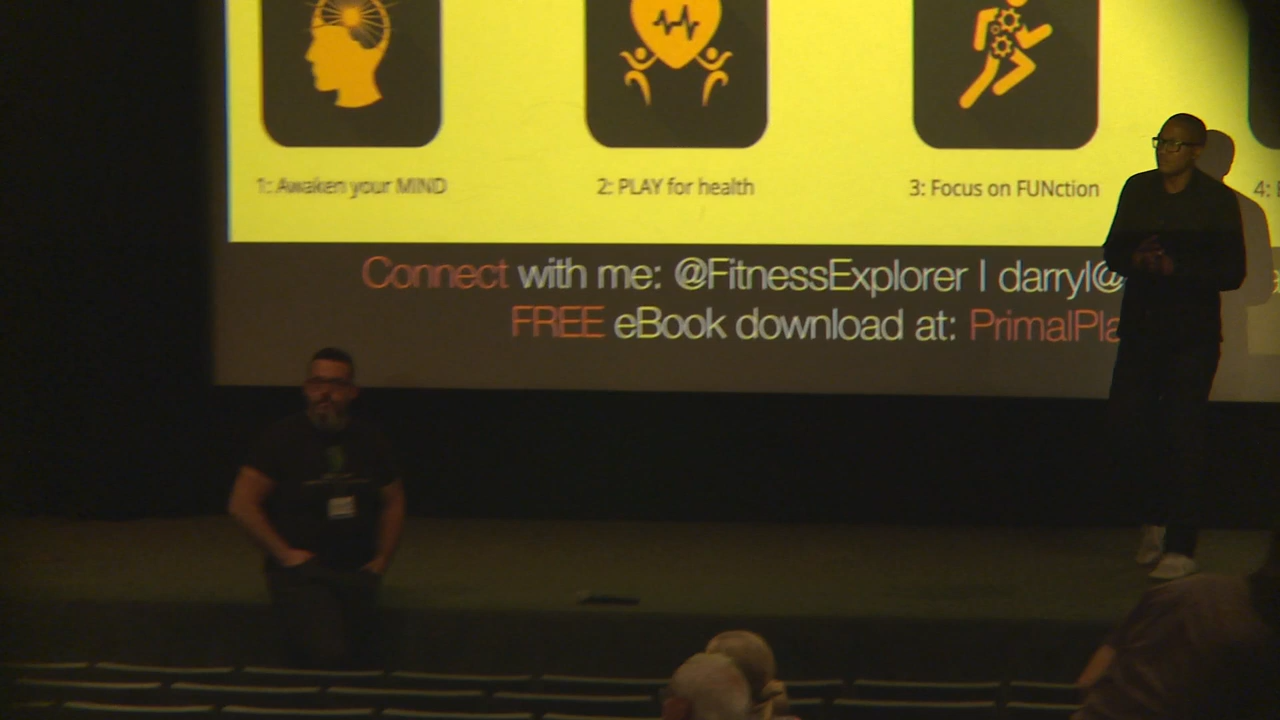 1: Awaken your MIND
2: PLAY for health
3: Focus on FUNction
4:
Connect with me: @FitnessExplorer | darryl@
FREE eBook download at: PrimalPla